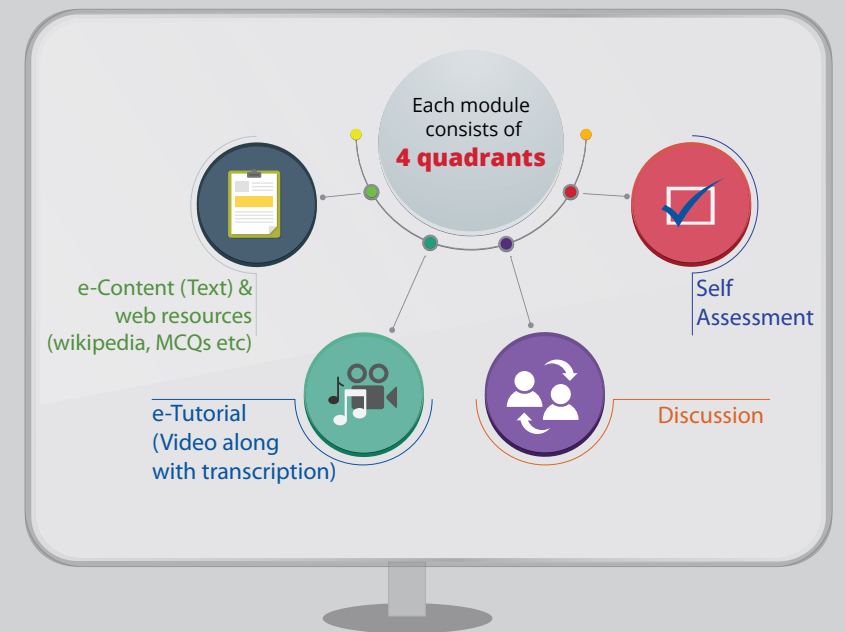 Each module
consists of
4 quadrants
e-Content (Text) &
web resources
(wikipedia, MCQs etc)
e-Tutorial
(Video along
with transcription)
Discussion
Self
Assessment